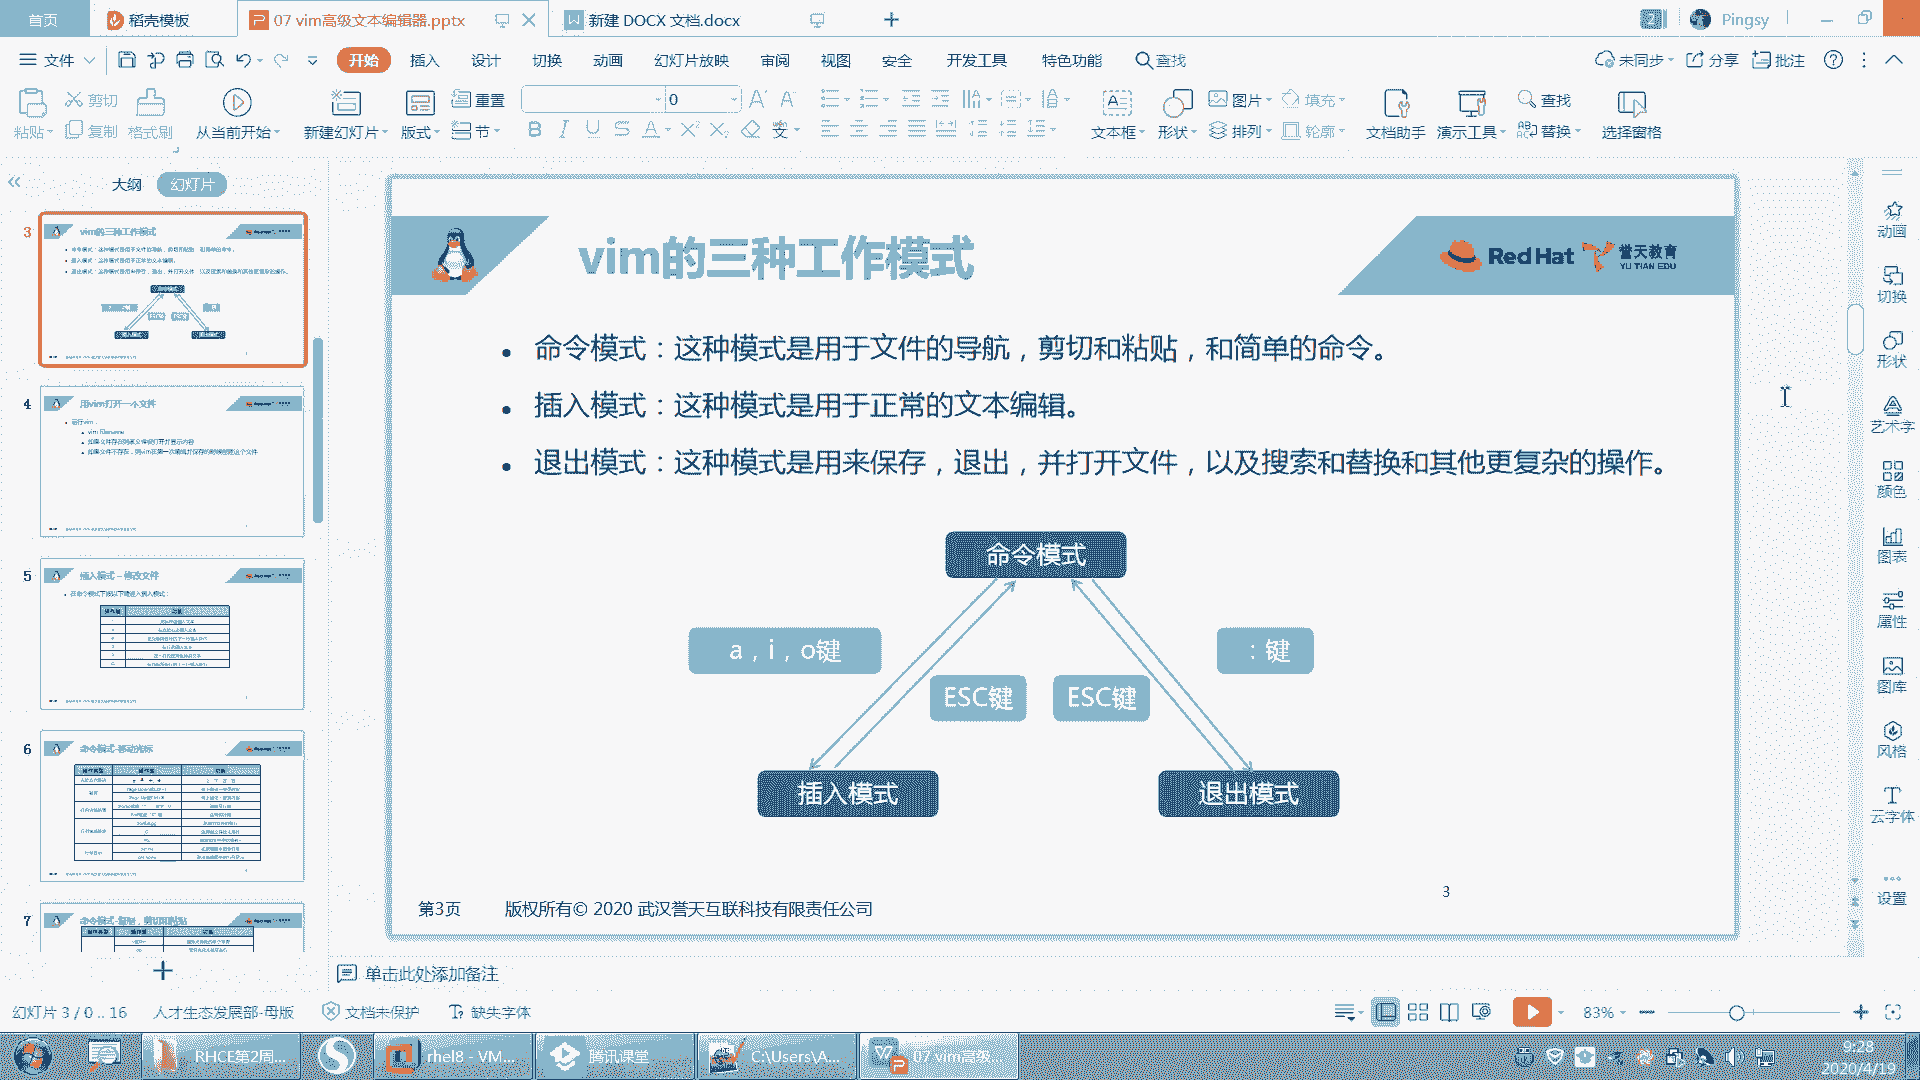 首页
稻壳模板
07 vim高级文本编辑器.pptx
新建 DOCX 文档.docx
Pingsy
文件
开始
插入
设计
切换
动画
幻灯片放映
审阅
视图
安全
开发工具
特色功能
查找
未同步
分享
批注
粘贴
剪切
复制
格式刷
从当前开始
新建幻灯片
版式
重置
节
0
文本框
形状
图片
排列
填充
轮廓
文档助手
演示工具
查找
替换
选择窗格
大纲
幻灯片
3
vim的三种工作模式
4
用vim打开一个文件
运行vim：
vim filename
5
插入模式 – 修改文件
在命令模式下按以下键进入插入模式：
6
命令模式-移动光标
7
vim的三种工作模式
Red Hat
誉天教育
YU TIAN EDU
命令模式：这种模式是用于文件的导航，剪切和粘贴，和简单的命令。
插入模式：这种模式是用于正常的文本编辑。
退出模式：这种模式是用来保存，退出，并打开文件，以及搜索和替换和其他更复杂的操作。
命令模式
a，i，o键
：键
ESC键
ESC键
插入模式
退出模式
3
第3页
版权所有© 2020 武汉誉天互联科技有限责任公司
动画
切换
形状
艺术字
颜色
图表
属性
图库
风格
云字体
设置
单击此处添加备注
幻灯片 3 / 0 .. 16
人才生态发展部-母版
文档未保护
缺失字体
83%
RHCE第2周...
rhel8 - VM...
腾讯课堂
C:\Users\A...
07 vim高级...
9:28
2020/4/19